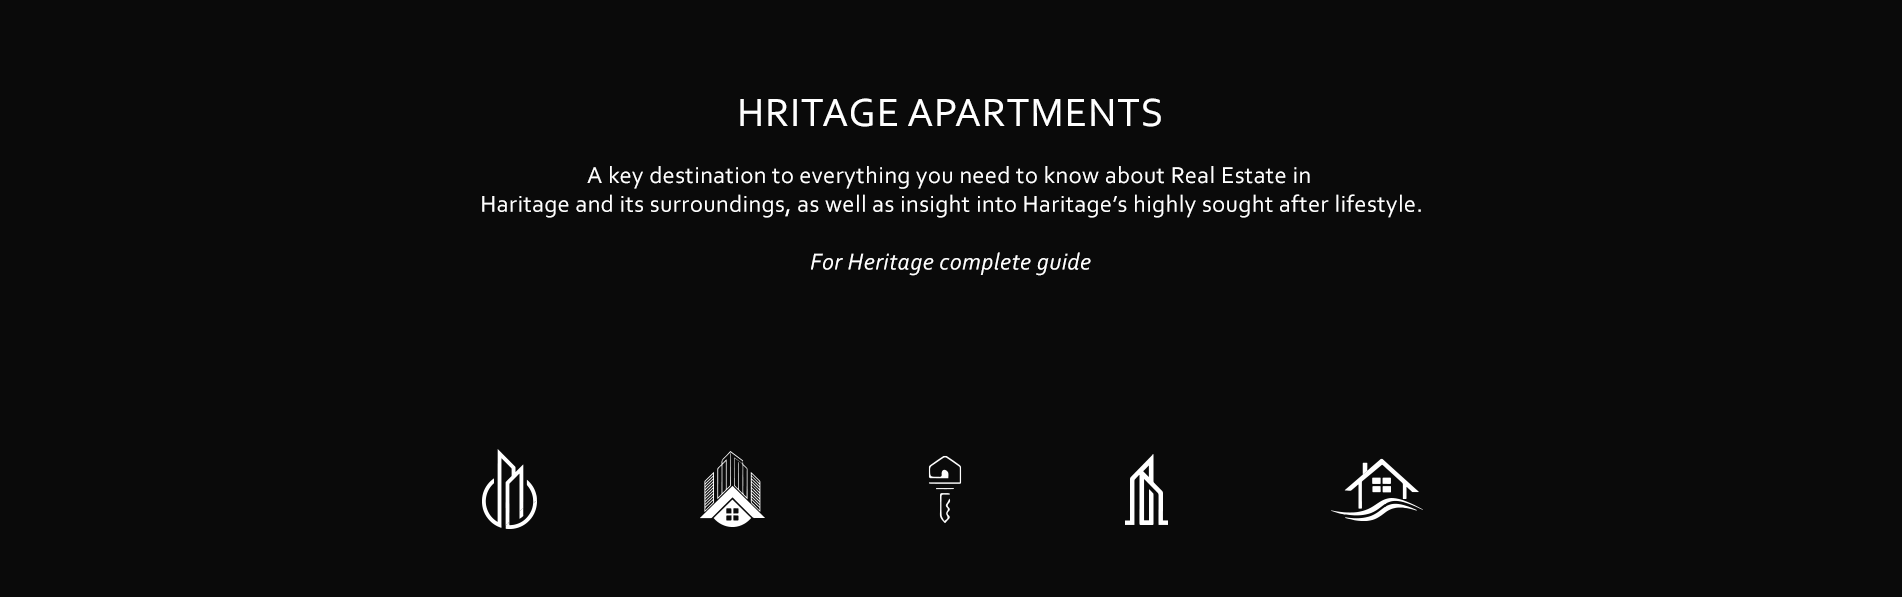 HRITAGE APARTMENTS
A key destination to everything you need to know about Real Estate in
Haritage and its surroundings, as well as insight into Haritage’s highly sought after lifestyle.
For Heritage complete guide